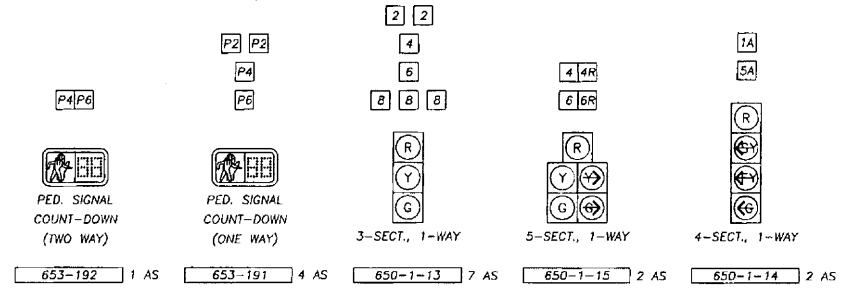 2 2
P2 P2 4 1A
P4 6 4 4R 5A
P4 P6 P6 8 8 8 6 6R
R
R R
Y Y Y
G G G
PED. SIGNAL PED. SIGNAL
COUNT-DOWN COUNT-DOWN
(TWO WAY) (ONE WAY) 3-SECT., 1-WAY 5-SECT., 1-WAY 4-SECT., 1-WAY
653-192 1 AS 653-191 4 AS 650-1-13 7 AS 650-1-15 2 AS 650-1-14 2 AS